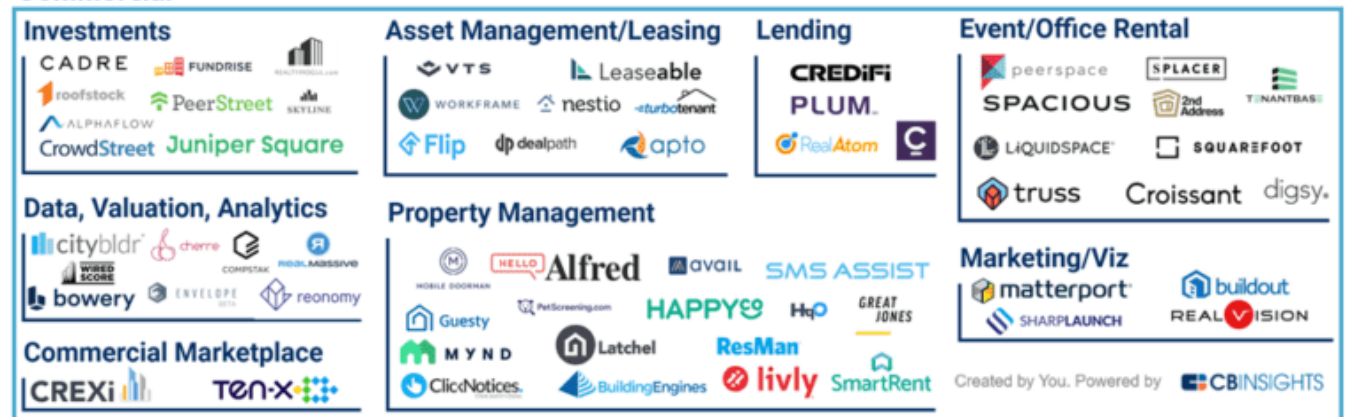 Investments
CADRE
FUNDRISE
roofstock
PeerStreet
SKYLINE
ALPHAFLOW
CrowdStreet
Juniper Square
Asset Management/Leasing
VTS
Leaseable
WORKFRAME
nestio
turbotenant
Flip
dp dealpath
apto
Lending
CREDiFi
PLUM
RealAtom
Event/Office Rental
peerspace
SPLACER
TENANTBASE
SPACIOUS
2nd
Address
LiQUIDSPACE
SQUAREFOOT
truss
Croissant
digsy.
Data, Valuation, Analytics
citybldr
cherre
COMPSTAK
REALMASSIVE
WIRED
SCORE
bowery
ENVELOPE
BETA
reonomy
Property Management
MOBILE DOORMAN
HELLO
Alfred
avail
SMS ASSIST
Guesty
PetScreening.com
HAPPYCO
HqO
GREAT
JONES
MYND
Latchel
ResMan
ClickNotices.
BuildingEngines
livly
SmartRent
Marketing/Viz
matterport
buildout
SHARPLAUNCH
REAL VISION
Commercial Marketplace
CREXi
TEN-X
Created by You. Powered by CBINSIGHTS